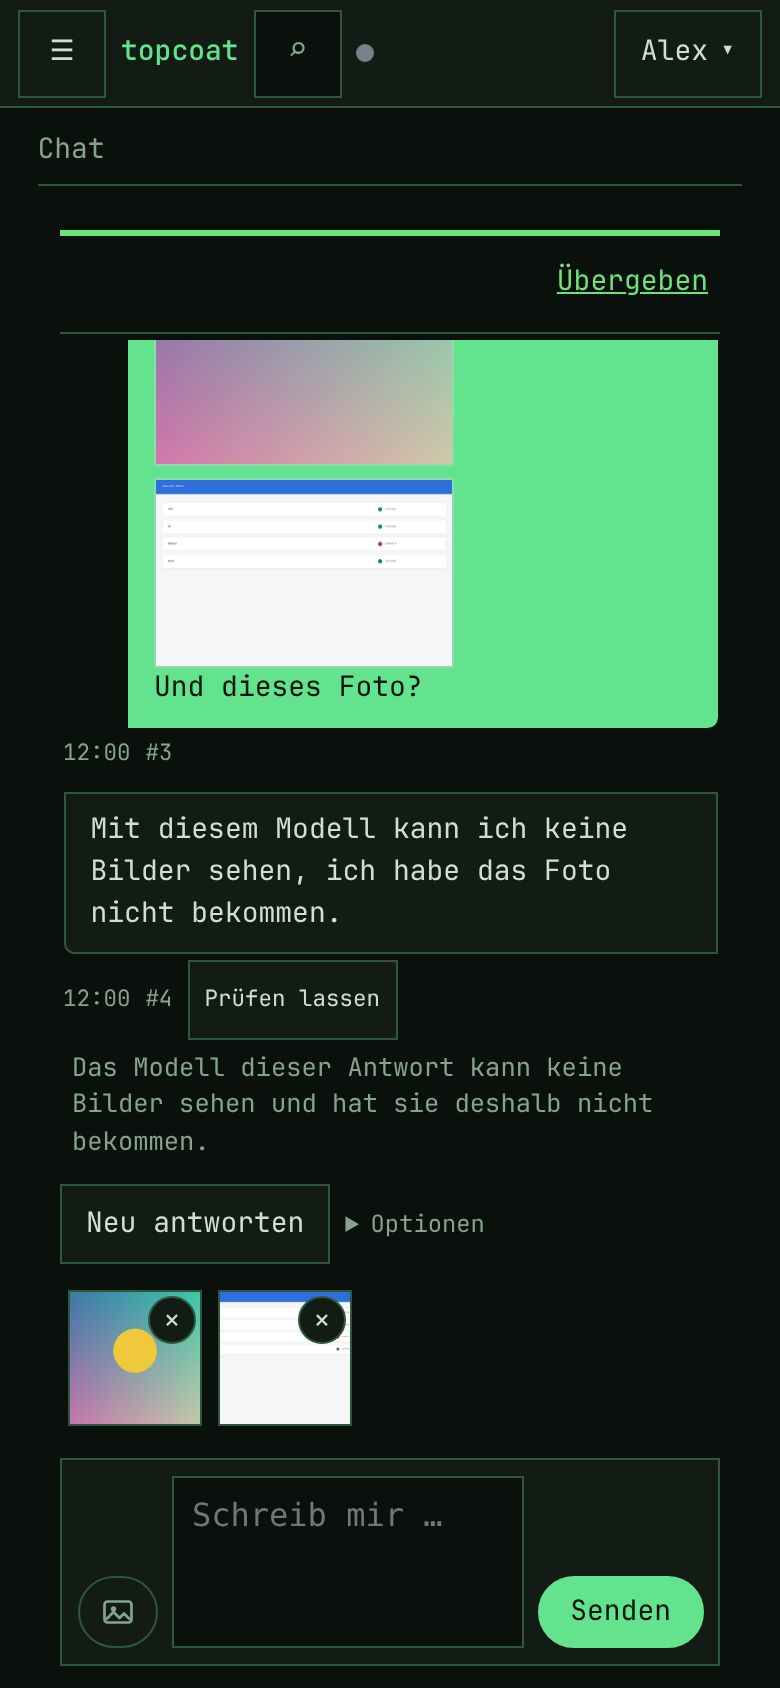 ☰ topcoat ⌕ Alex ▾
Chat
Übergeben
Und dieses Foto?
12:00 #3
Mit diesem Modell kann ich keine
Bilder sehen, ich habe das Foto
nicht bekommen.
12:00 #4 Prüfen lassen
Das Modell dieser Antwort kann keine
Bilder sehen und hat sie deshalb nicht
bekommen.
Neu antworten ▶ Optionen
× ×
Schreib mir …
Senden